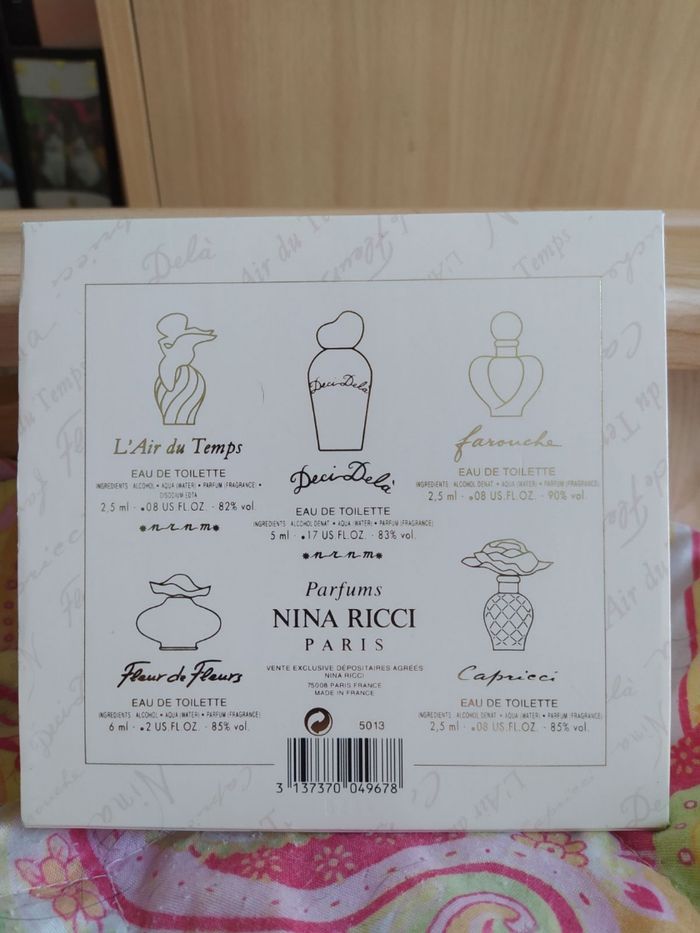 L'Air du Temps
EAU DE TOILETTE
INGREDIENTS: ALCOHOL • AQUA (WATER) • PARFUM (FRAGRANCE) •
DISODIUM EDTA
2,5 ml - .08 US.FL.OZ. - 82% vol.
*nrnm*
Deci-Delà
Deci-Delà
EAU DE TOILETTE
INGREDIENTS: ALCOHOL DENAT • AQUA (WATER) • PARFUM (FRAGRANCE)
5 ml - .17 US.FL.OZ. - 83% vol.
*nrnm*
farouche
EAU DE TOILETTE
INGREDIENTS: ALCOHOL DENAT • AQUA (WATER) • PARFUM (FRAGRANCE)
2,5 ml - .08 US.FL.OZ. - 90% vol.
Fleur de Fleurs
EAU DE TOILETTE
INGREDIENTS: ALCOHOL • AQUA (WATER) • PARFUM (FRAGRANCE)
6 ml - .2 US.FL.OZ. - 85% vol.
Parfums
NINA RICCI
PARIS
VENTE EXCLUSIVE DÉPOSITAIRES AGRÉÉS
NINA RICCI
75008 PARIS FRANCE
MADE IN FRANCE
5013
3 137370 049678
Capricci
EAU DE TOILETTE
INGREDIENTS: ALCOHOL DENAT • AQUA (WATER) • PARFUM (FRAGRANCE)
2,5 ml - .08 US.FL.OZ. - 85% vol.